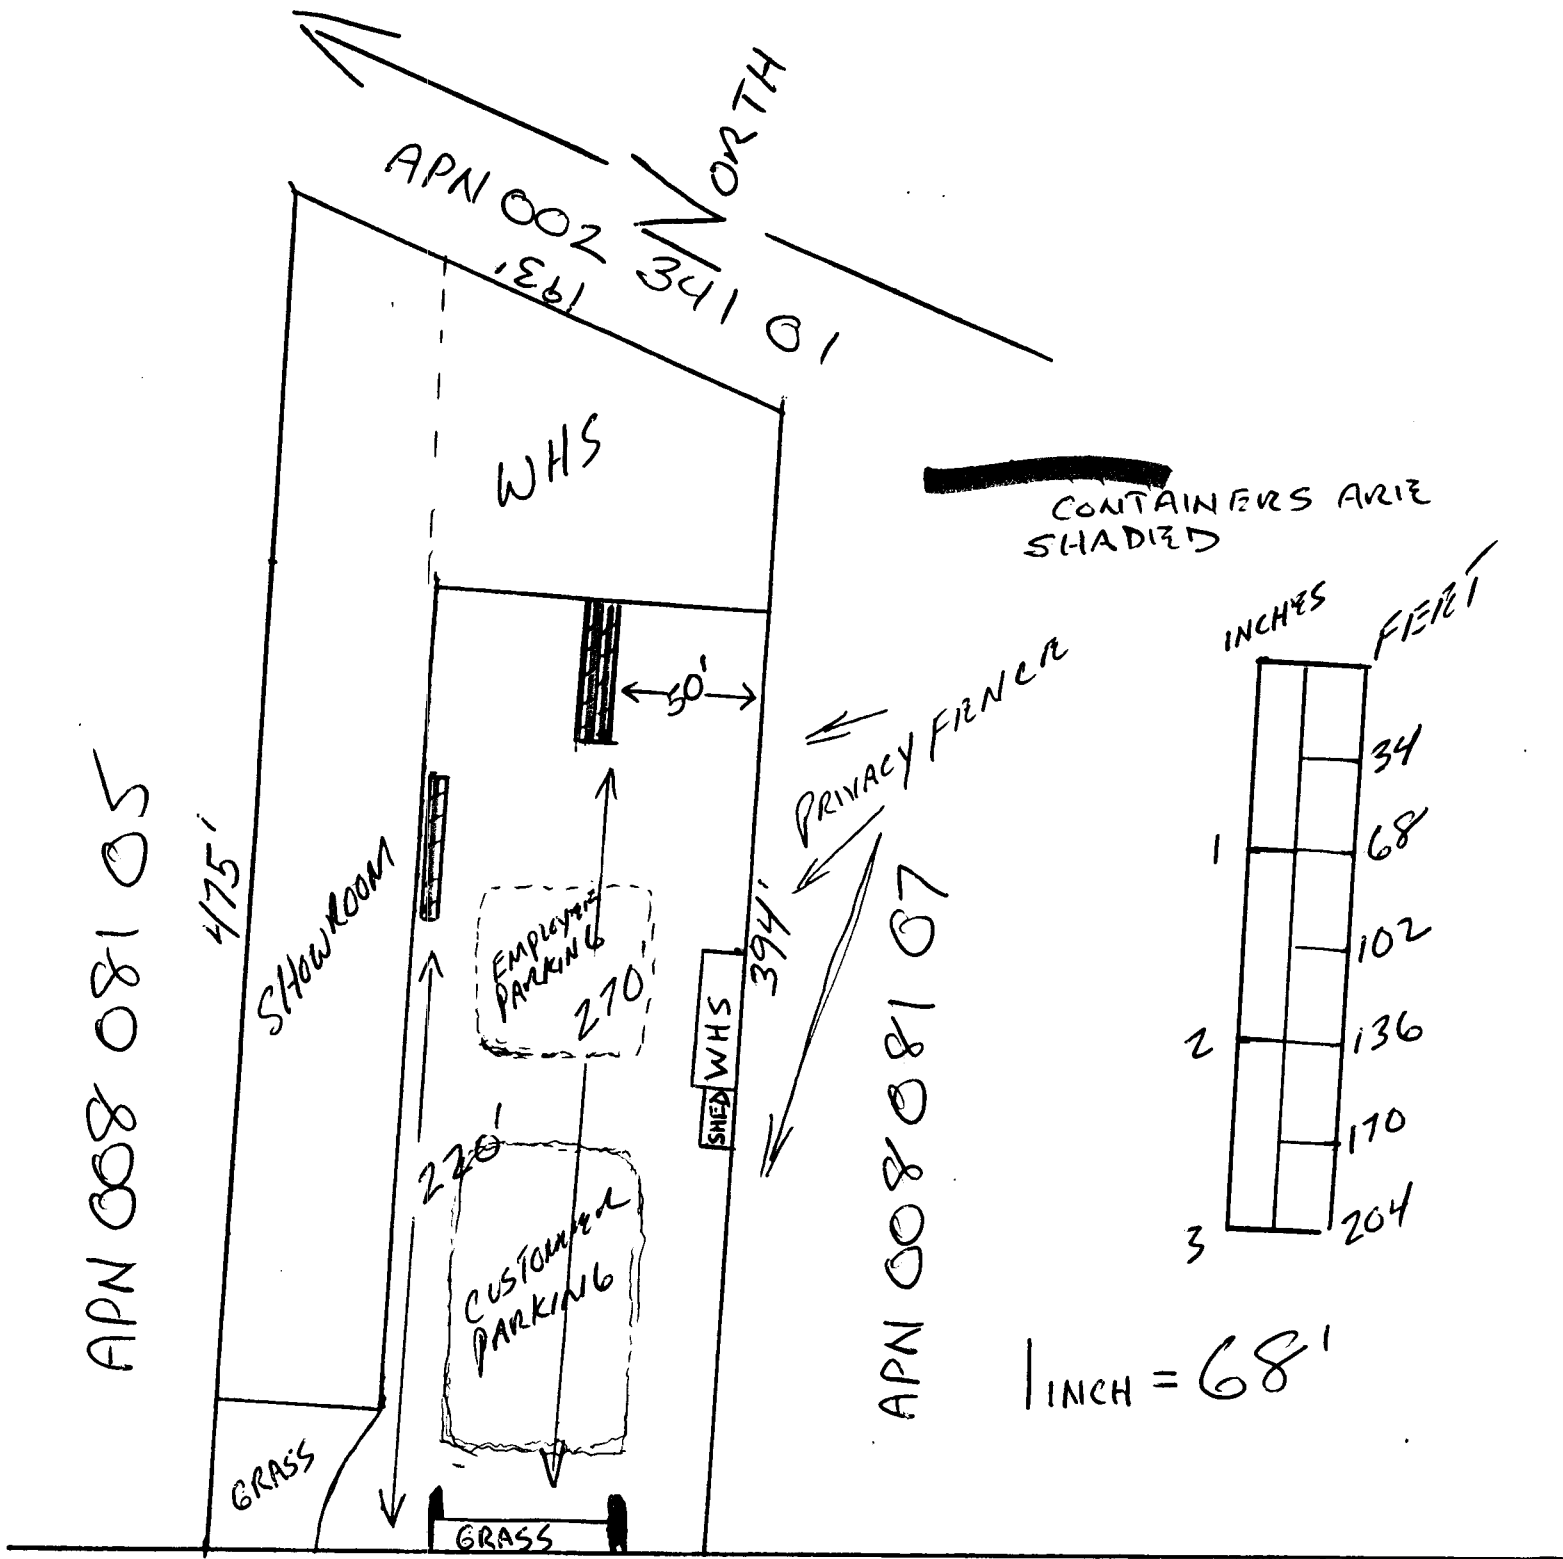 NORTH
APN 002 341 01
193'
WHS
CONTAINERS ARE
SHADED
INCHES
FEET
50'
PRIVACY FENCE
34
1
68
102
2
136
170
3
204
1 INCH = 68'
APN 008 081 05
475'
SHOWROOM
EMPLOYEE
PARKING
270'
394'
WHS
SHED
APN 008 081 07
220'
CUSTOMER
PARKING
GRASS
GRASS